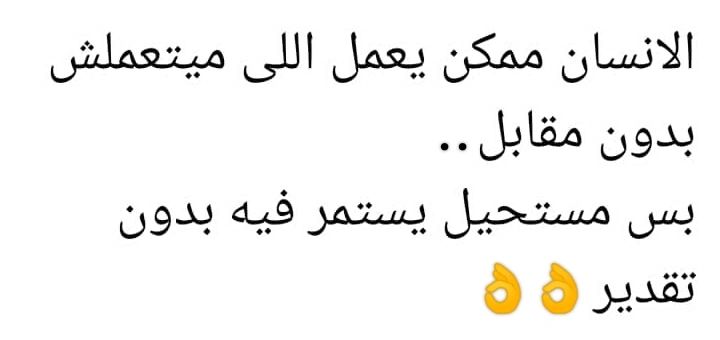 الانسان ممكن يعمل اللى ميتعملش
بدون مقابل..
بس مستحيل يستمر فيه بدون
تقدير 👌👌